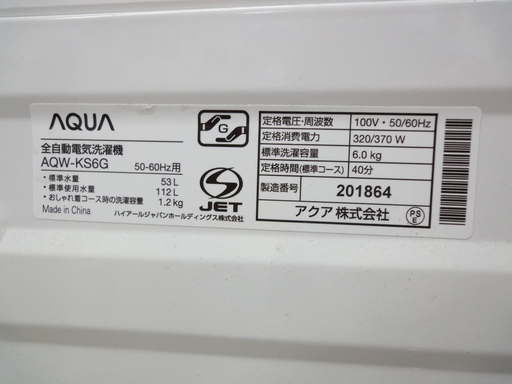 AQUA
全自動電気洗濯機
AQW-KS6G 50-60Hz用
・標準水量 53 L
・標準使用水量 112 L
・おしゃれ着コース時の洗濯容量 1.2 kg
Made in China
ハイアールジャパンホールディングス株式会社
G
S
JET
定格電圧・周波数 100V・50/60Hz
定格消費電力 320/370 W
標準洗濯容量 6.0 kg
定格時間(標準コース) 40分
製造番号 201864
アクア 株式会社
PS
E